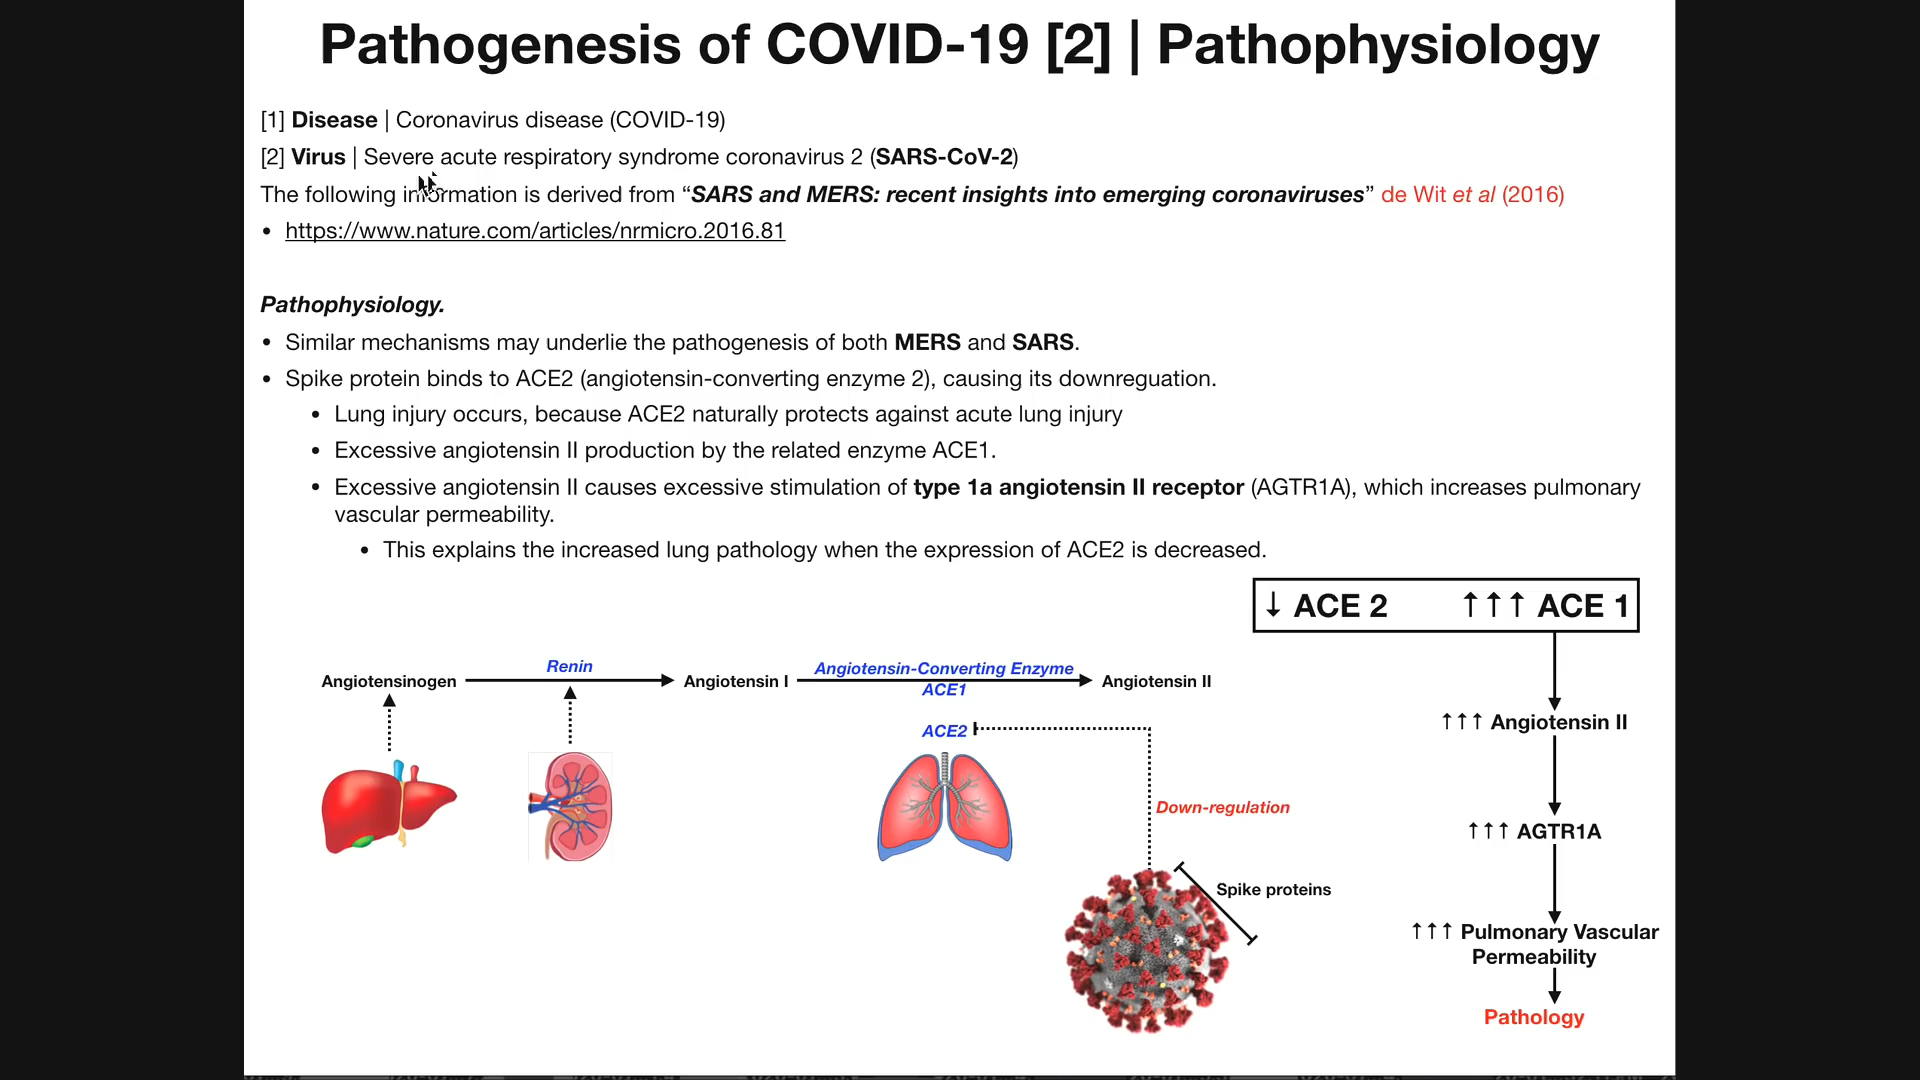 Pathogenesis of COVID-19 [2] | Pathophysiology
[1] Disease | Coronavirus disease (COVID-19)
[2] Virus | Severe acute respiratory syndrome coronavirus 2 (SARS-CoV-2)
The following information is derived from “SARS and MERS: recent insights into emerging coronaviruses” de Wit et al (2016)
• https://www.nature.com/articles/nrmicro.2016.81
Pathophysiology.
• Similar mechanisms may underlie the pathogenesis of both MERS and SARS.
• Spike protein binds to ACE2 (angiotensin-converting enzyme 2), causing its downreguation.
• Lung injury occurs, because ACE2 naturally protects against acute lung injury
• Excessive angiotensin II production by the related enzyme ACE1.
• Excessive angiotensin II causes excessive stimulation of type 1a angiotensin II receptor (AGTR1A), which increases pulmonary
vascular permeability.
• This explains the increased lung pathology when the expression of ACE2 is decreased.
↓ ACE 2 ↑↑↑ ACE 1
Angiotensinogen
Renin
Angiotensin I
Angiotensin-Converting Enzyme
ACE1
Angiotensin II
ACE2
Down-regulation
Spike proteins
↑↑↑ Angiotensin II
↑↑↑ AGTR1A
↑↑↑ Pulmonary Vascular
Permeability
Pathology